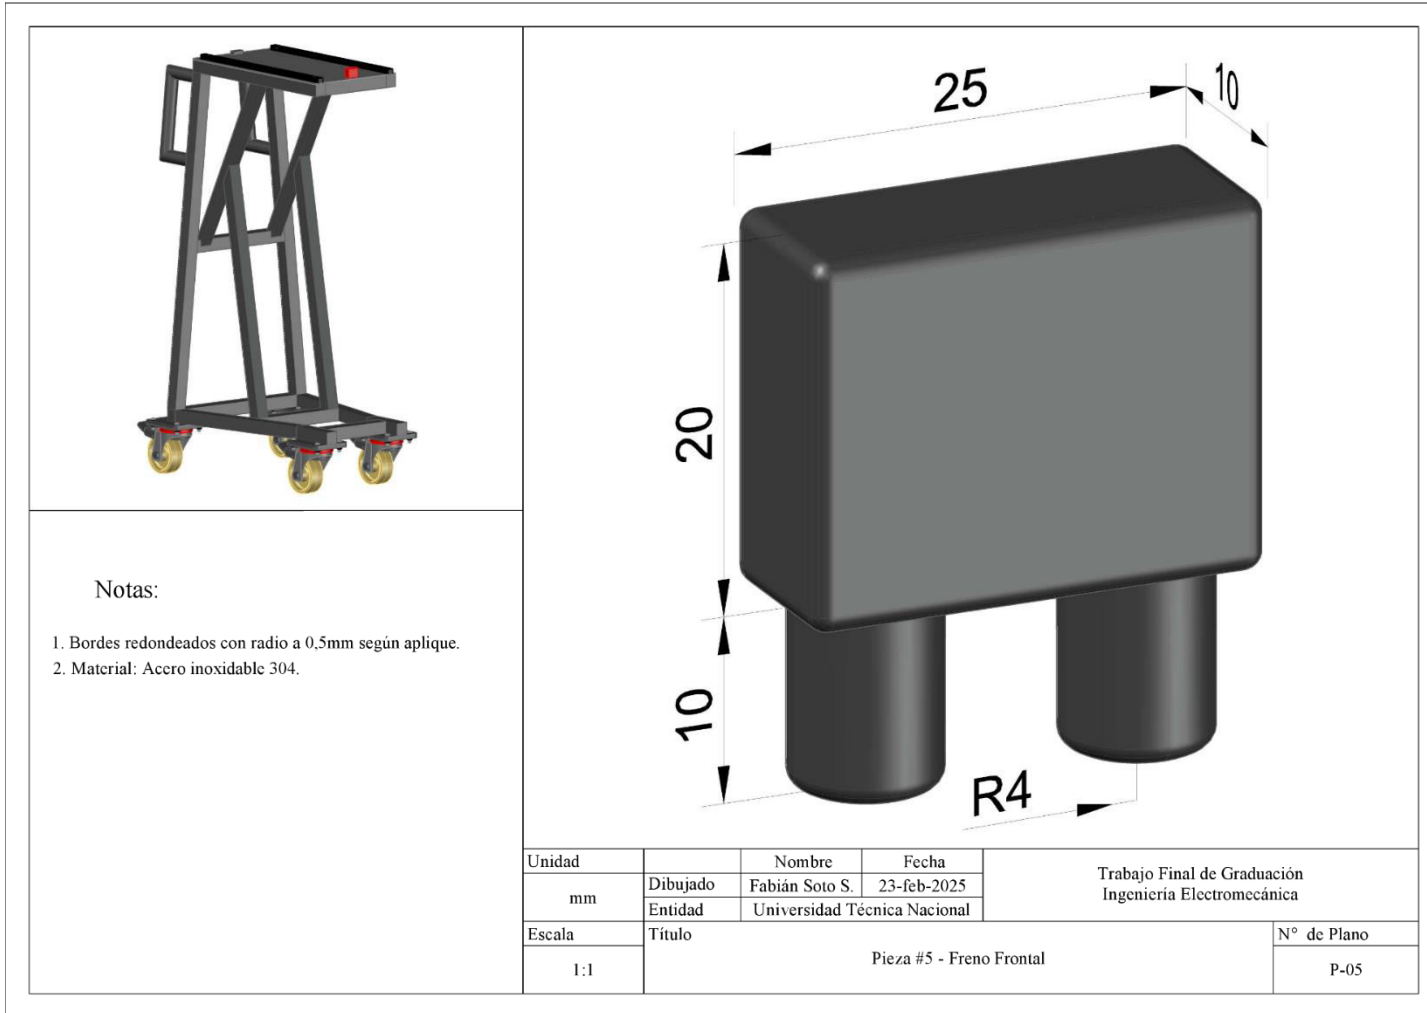 25
10
20
10
R4
Notas:
1. Bordes redondeados con radio a 0,5mm según aplique.
2. Material: Acero inoxidable 304.
Unidad
mm
Nombre
Fecha
Dibujado
Fabián Soto S.
23-feb-2025
Entidad
Universidad Técnica Nacional
Trabajo Final de Graduación
Ingeniería Electromecánica
Escala
1:1
Título
Pieza #5 - Freno Frontal
N° de Plano
P-05